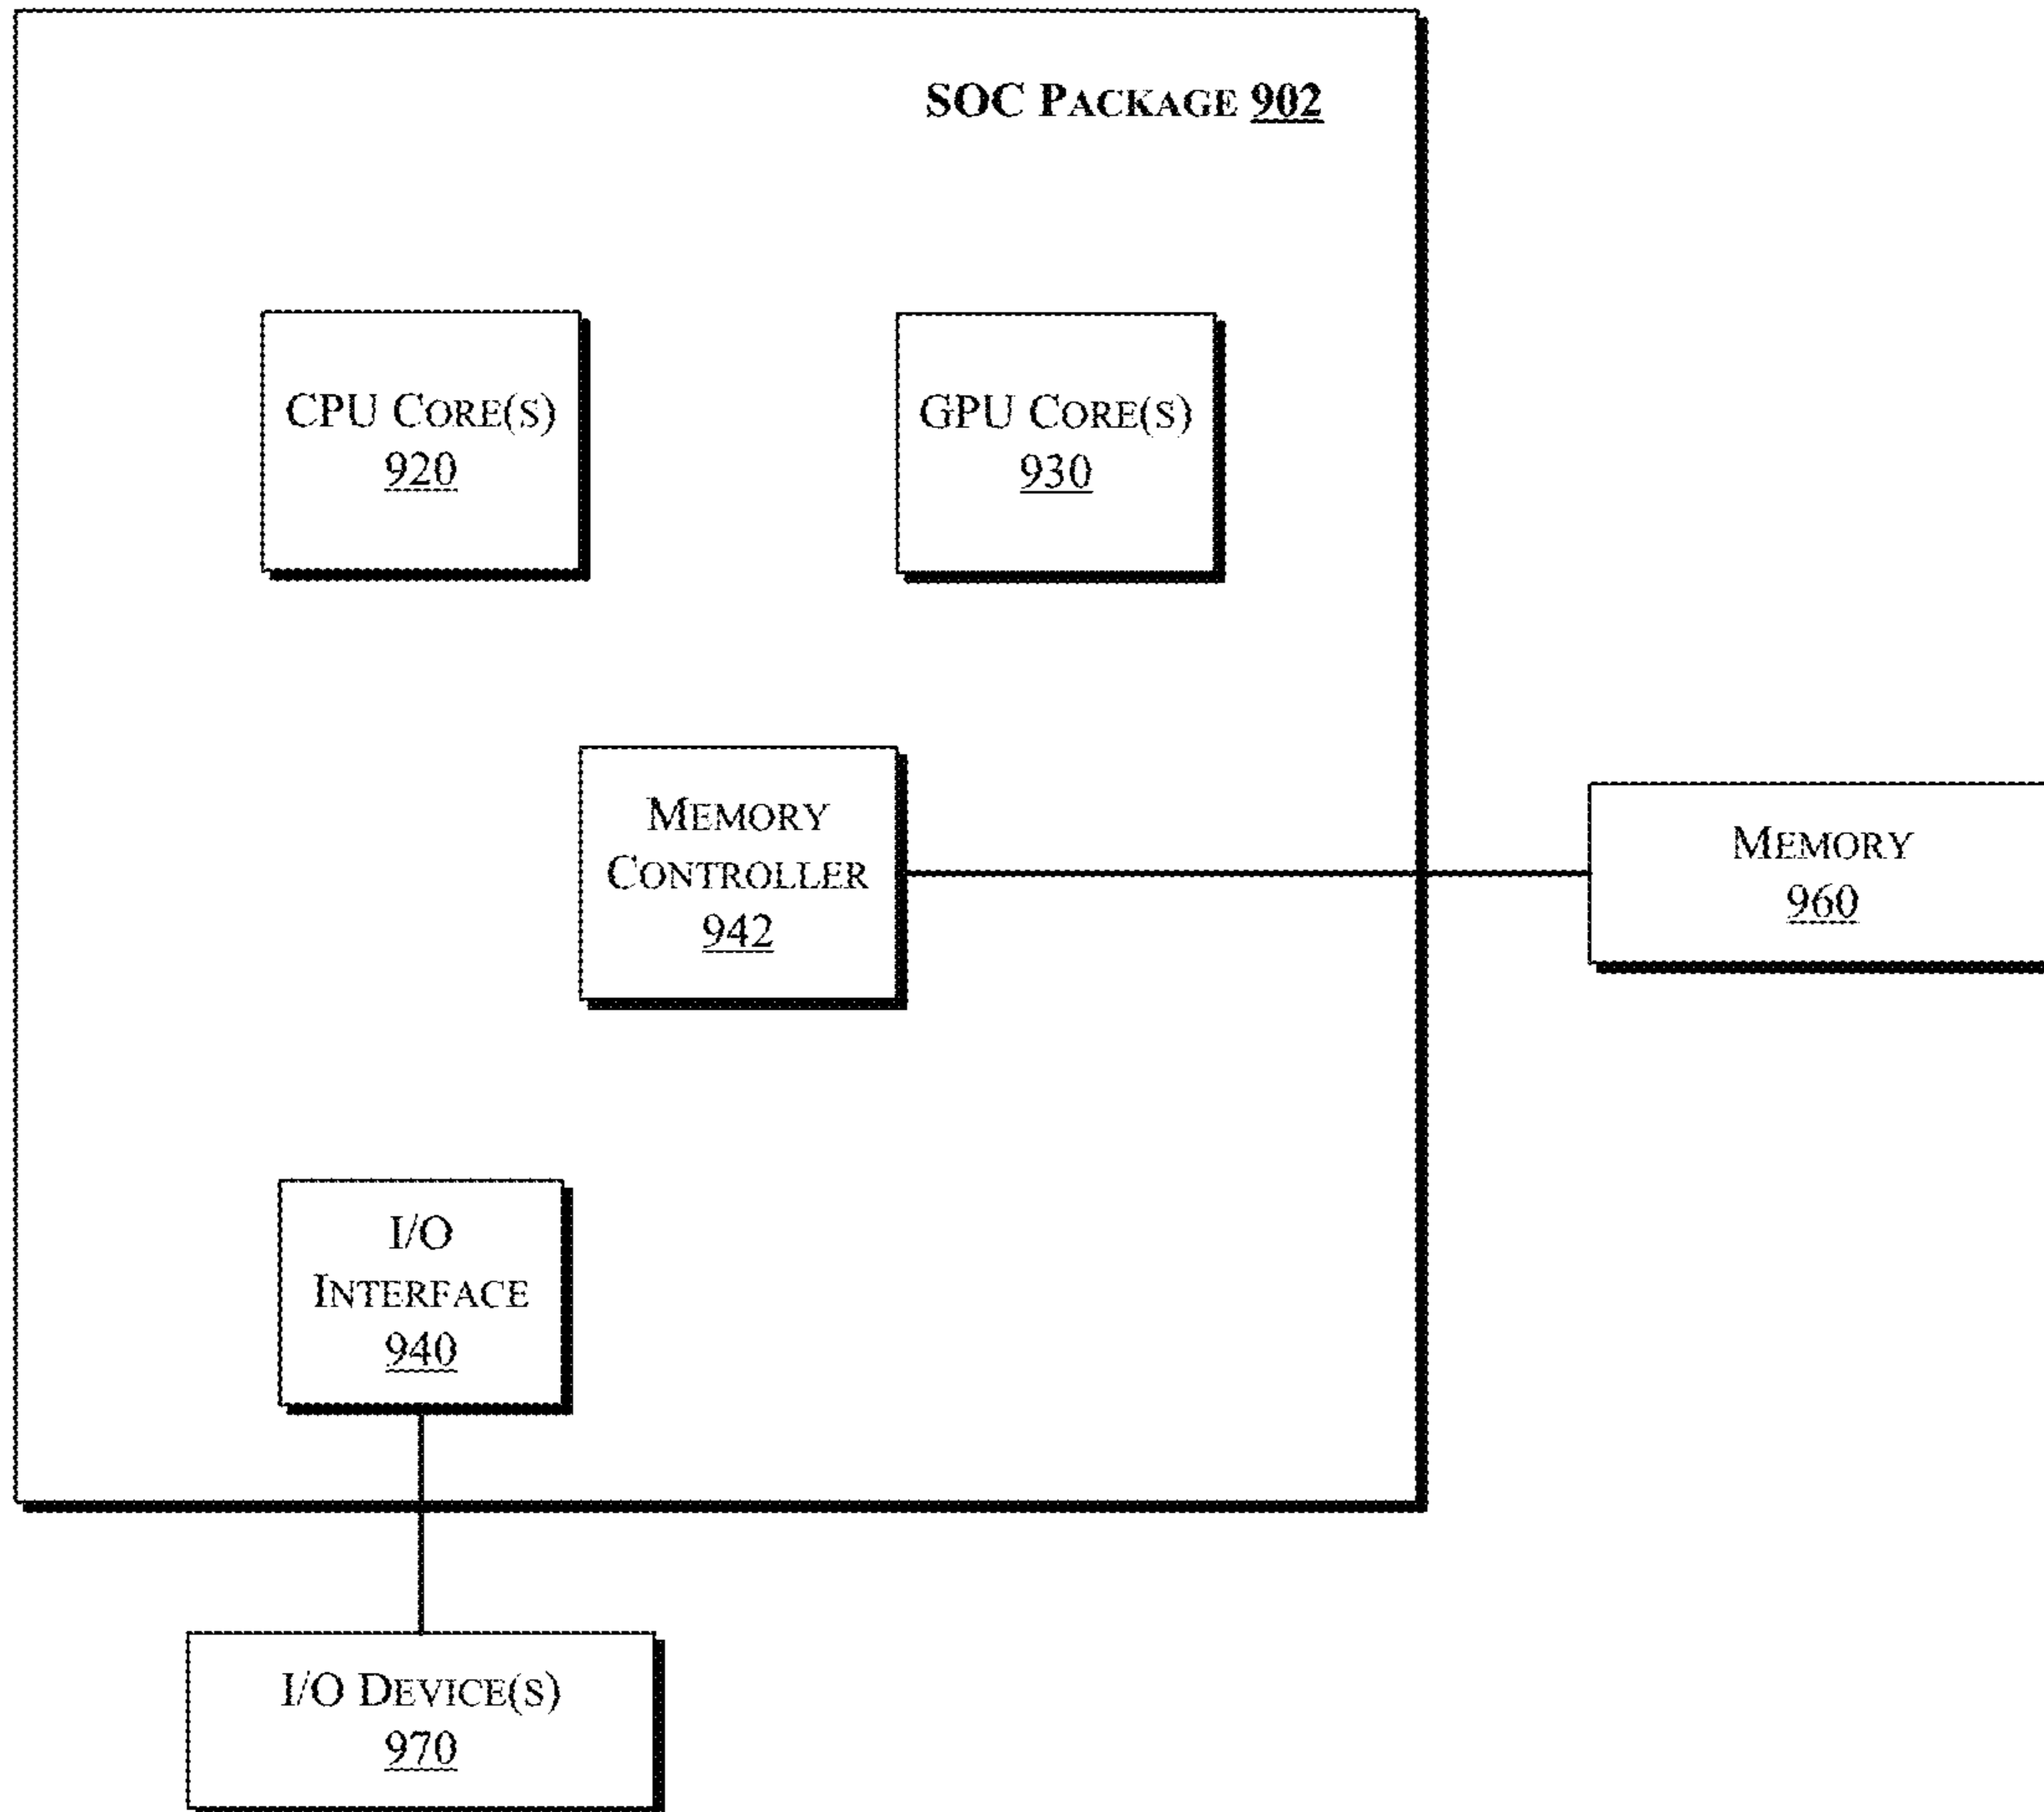 SOC PACKAGE 902
CPU CORE(S)
920
GPU CORE(S)
930
MEMORY
CONTROLLER
942
MEMORY
960
I/O
INTERFACE
940
I/O DEVICE(S)
970